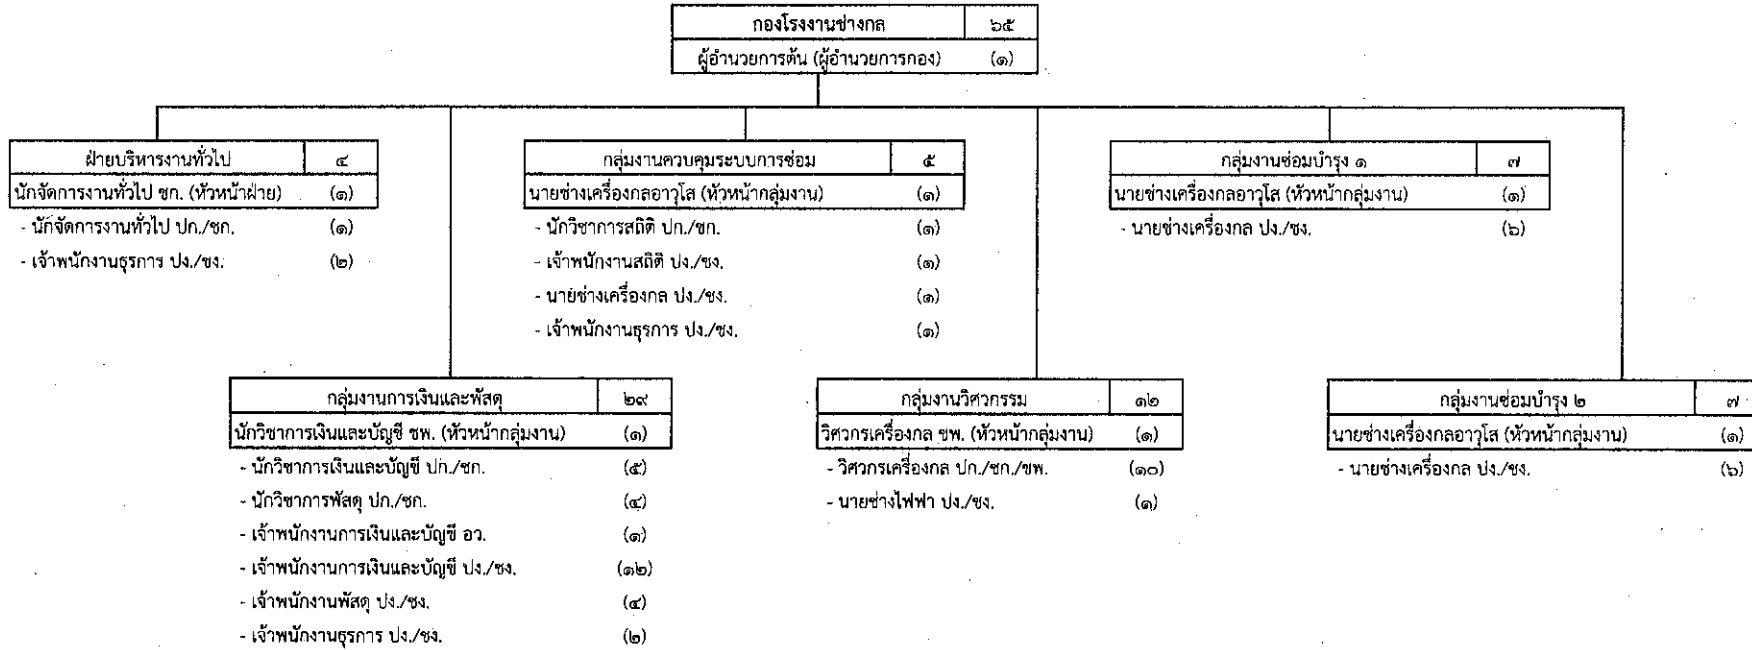 กองโรงงานช่างกล ๖๕
ผู้อำนวยการต้น (ผู้อำนวยการกอง) (๑)
ฝ่ายบริหารงานทั่วไป ๔
นักจัดการงานทั่วไป ชก. (หัวหน้าฝ่าย) (๑)
- นักจัดการงานทั่วไป ปก./ชก. (๑)
- เจ้าพนักงานธุรการ ปง./ชง. (๒)
กลุ่มงานควบคุมระบบการซ่อม ๕
นายช่างเครื่องกลอาวุโส (หัวหน้ากลุ่มงาน) (๑)
- นักวิชาการสถิติ ปก./ชก. (๑)
- เจ้าพนักงานสถิติ ปง./ชง. (๑)
- นายช่างเครื่องกล ปง./ชง. (๑)
- เจ้าพนักงานธุรการ ปง./ชง. (๑)
กลุ่มงานซ่อมบำรุง ๑ ๗
นายช่างเครื่องกลอาวุโส (หัวหน้ากลุ่มงาน) (๑)
- นายช่างเครื่องกล ปง./ชง. (๖)
กลุ่มงานการเงินและพัสดุ ๒๙
นักวิชาการเงินและบัญชี ชพ. (หัวหน้ากลุ่มงาน) (๑)
- นักวิชาการเงินและบัญชี ปก./ชก. (๕)
- นักวิชาการพัสดุ ปก./ชก. (๔)
- เจ้าพนักงานการเงินและบัญชี อว. (๑)
- เจ้าพนักงานการเงินและบัญชี ปง./ชง. (๑๒)
- เจ้าพนักงานพัสดุ ปง./ชง. (๔)
- เจ้าพนักงานธุรการ ปง./ชง. (๒)
กลุ่มงานวิศวกรรม ๑๒
วิศวกรเครื่องกล ชพ. (หัวหน้ากลุ่มงาน) (๑)
- วิศวกรเครื่องกล ปก./ชก./ชพ. (๑๐)
- นายช่างไฟฟ้า ปง./ชง. (๑)
กลุ่มงานซ่อมบำรุง ๒ ๗
นายช่างเครื่องกลอาวุโส (หัวหน้ากลุ่มงาน) (๑)
- นายช่างเครื่องกล ปง./ชง. (๖)